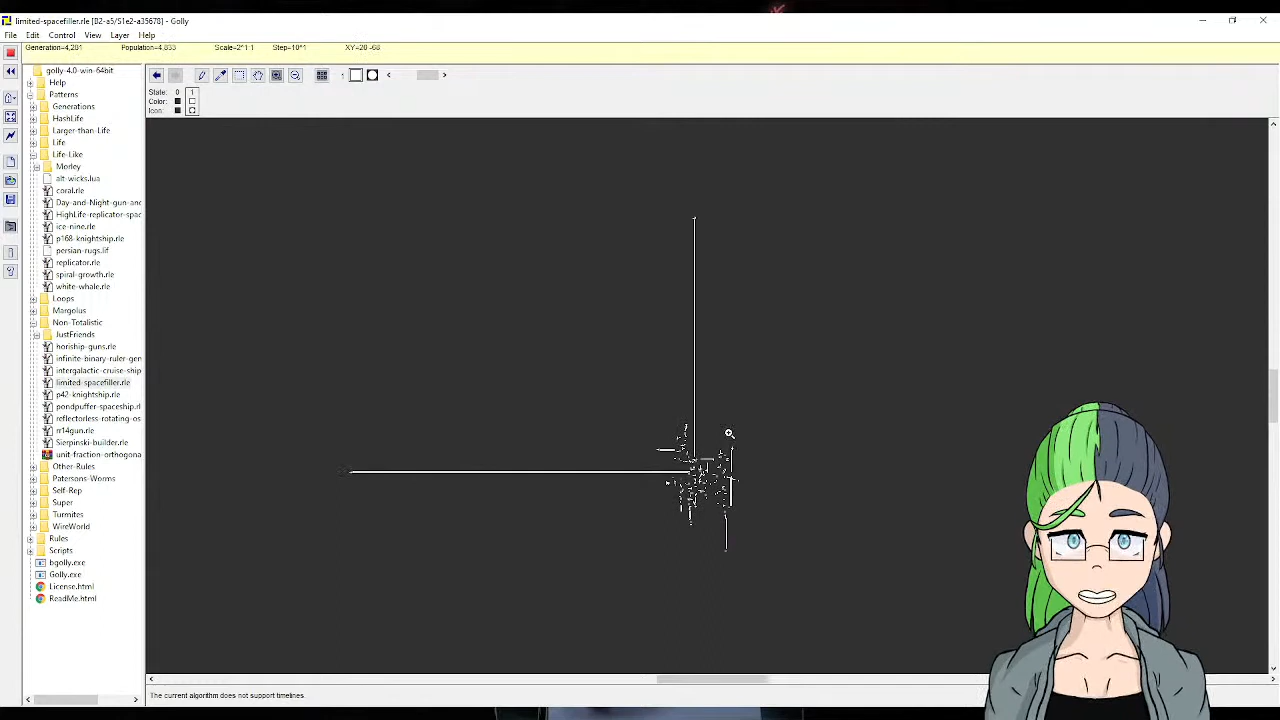 limited-spacefiller.rle [B2-a5/S1e2-a35678] - Golly
File Edit Control View Layer Help
Generation=4,281 Population=4,833 Scale=2^1:1 Step=10^1 XY=20 -68
golly-4.0-win-64bit
Help
Patterns
Generations
HashLife
Larger-than-Life
Life
Life-Like
Morley
alt-wicks.lua
coral.rle
Day-and-Night-gun-anc
HighLife-replicator-spac
ice-nine.rle
p168-knightship.rle
persian-rugs.lif
replicator.rle
spiral-growth.rle
white-whale.rle
Loops
Margolus
Non-Totalistic
JustFriends
horiship-guns.rle
infinite-binary-ruler-gen
intergalactic-cruise-ship
limited-spacefiller.rle
p42-knightship.rle
pondpuffer-spaceship.rl
reflectorless-rotating-os
rr14gun.rle
Sierpinski-builder.rle
unit-fraction-orthogona
Other-Rules
Patersons-Worms
Self-Rep
Super
Turmites
WireWorld
Rules
Scripts
bgolly.exe
Golly.exe
License.html
ReadMe.html
State: 0 1
Color:
Icon:
The current algorithm does not support timelines.